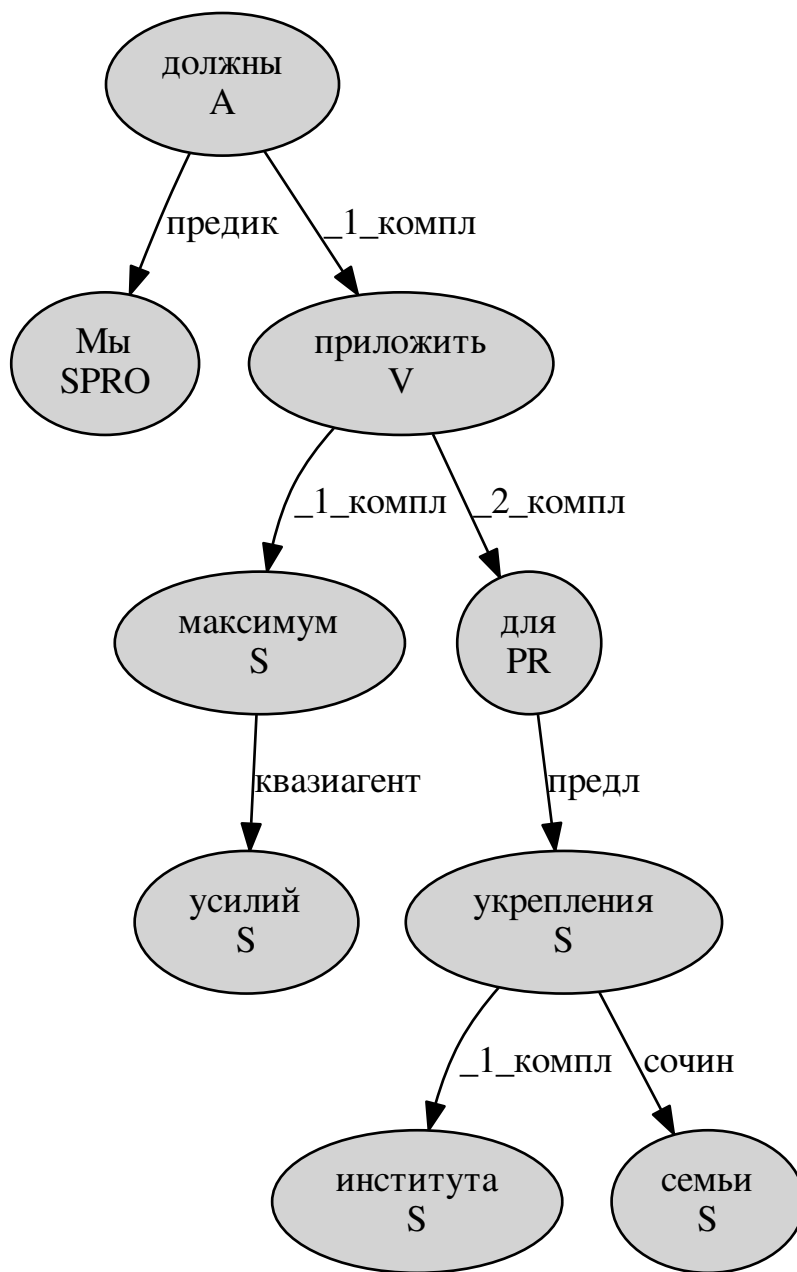 должны
A
предик
_1_компл
Мы
SPRO
приложить
V
_1_компл
_2_компл
максимум
S
для
PR
квазиагент
предл
усилий
S
укрепления
S
_1_компл
сочин
института
S
семьи
S